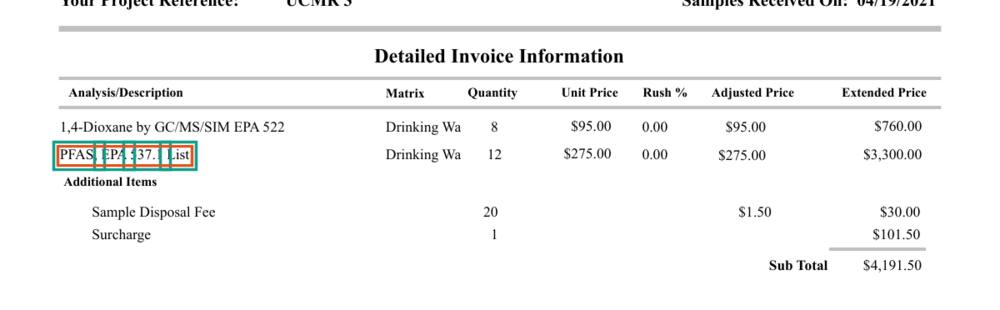 Your Project Reference: UCMR 3 Samples Received On: 04/19/2021
Detailed Invoice Information
Analysis/Description Matrix Quantity Unit Price Rush % Adjusted Price Extended Price
1,4-Dioxane by GC/MS/SIM EPA 522 Drinking Wa 8 $95.00 0.00 $95.00 $760.00
PFAS, EPA 537.1 List Drinking Wa 12 $275.00 0.00 $275.00 $3,300.00
Additional Items
Sample Disposal Fee 20 $1.50 $30.00
Surcharge 1 $101.50
Sub Total $4,191.50